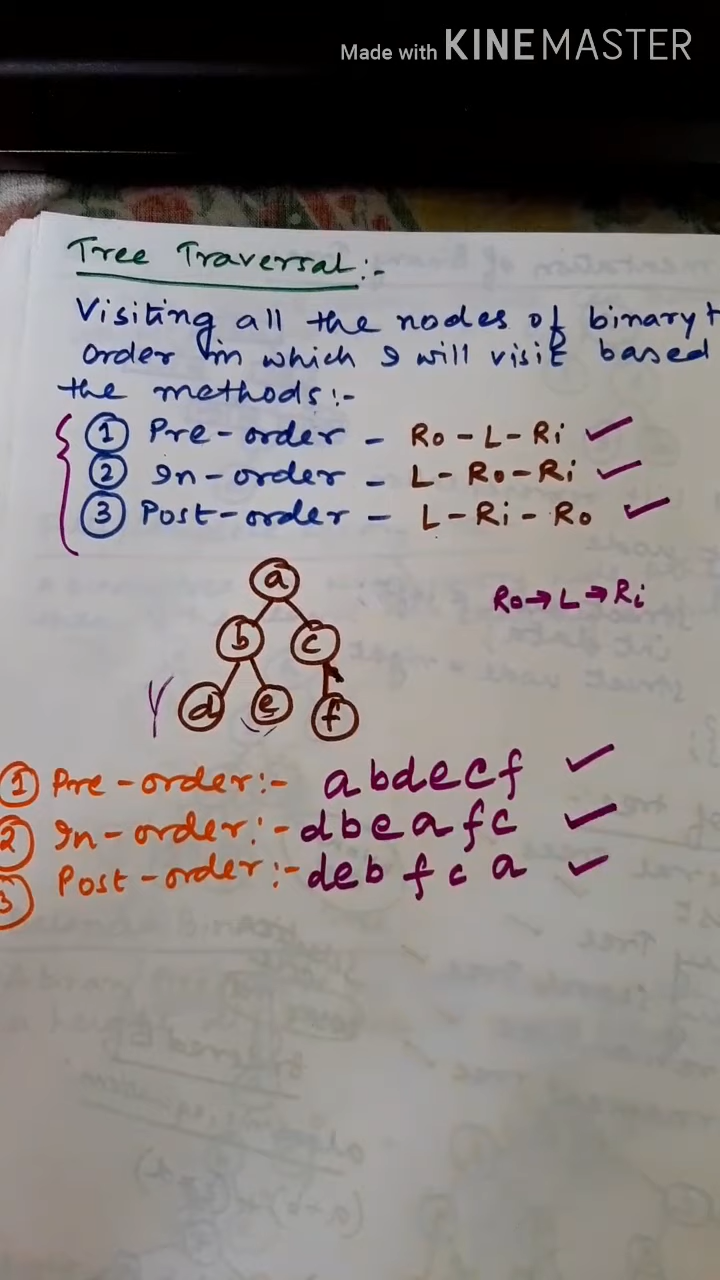 Made with KINEMASTER
Tree Traversal:-
Visiting all the nodes of binary t
order in which I will visit based
the methods:-
① Pre-order - Ro-L-Ri ✓
② In-order - L-Ro-Ri ✓
③ Post-order - L-Ri-Ro ✓
a
Ro→L→Ri
b c
d e f
① Pre-order:- abdecf ✓
② In-order:- dbeafc ✓
③ Post-order:- debfca ✓